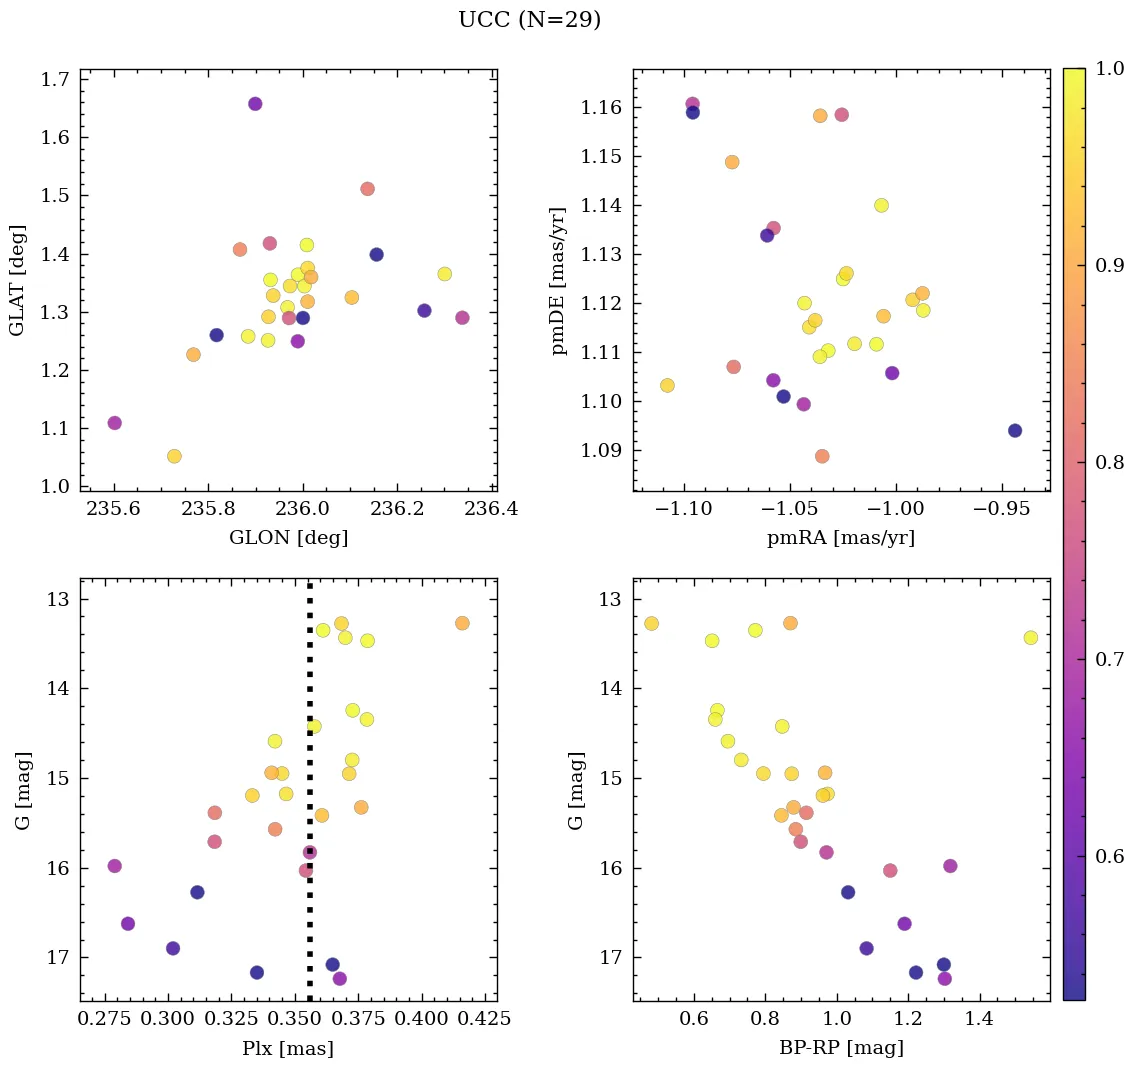 UCC (N=29)
1.7
1.6
1.5
1.4
1.3
1.2
1.1
1.0
GLAT [deg]
235.6 235.8 236.0 236.2 236.4
GLON [deg]
1.16
1.15
1.14
1.13
1.12
1.11
1.10
1.09
pmDE [mas/yr]
−1.10 −1.05 −1.00 −0.95
pmRA [mas/yr]
1.0
0.9
0.8
0.7
0.6
13
14
15
16
17
G [mag]
0.275 0.300 0.325 0.350 0.375 0.400 0.425
Plx [mas]
13
14
15
16
17
G [mag]
0.6 0.8 1.0 1.2 1.4
BP-RP [mag]